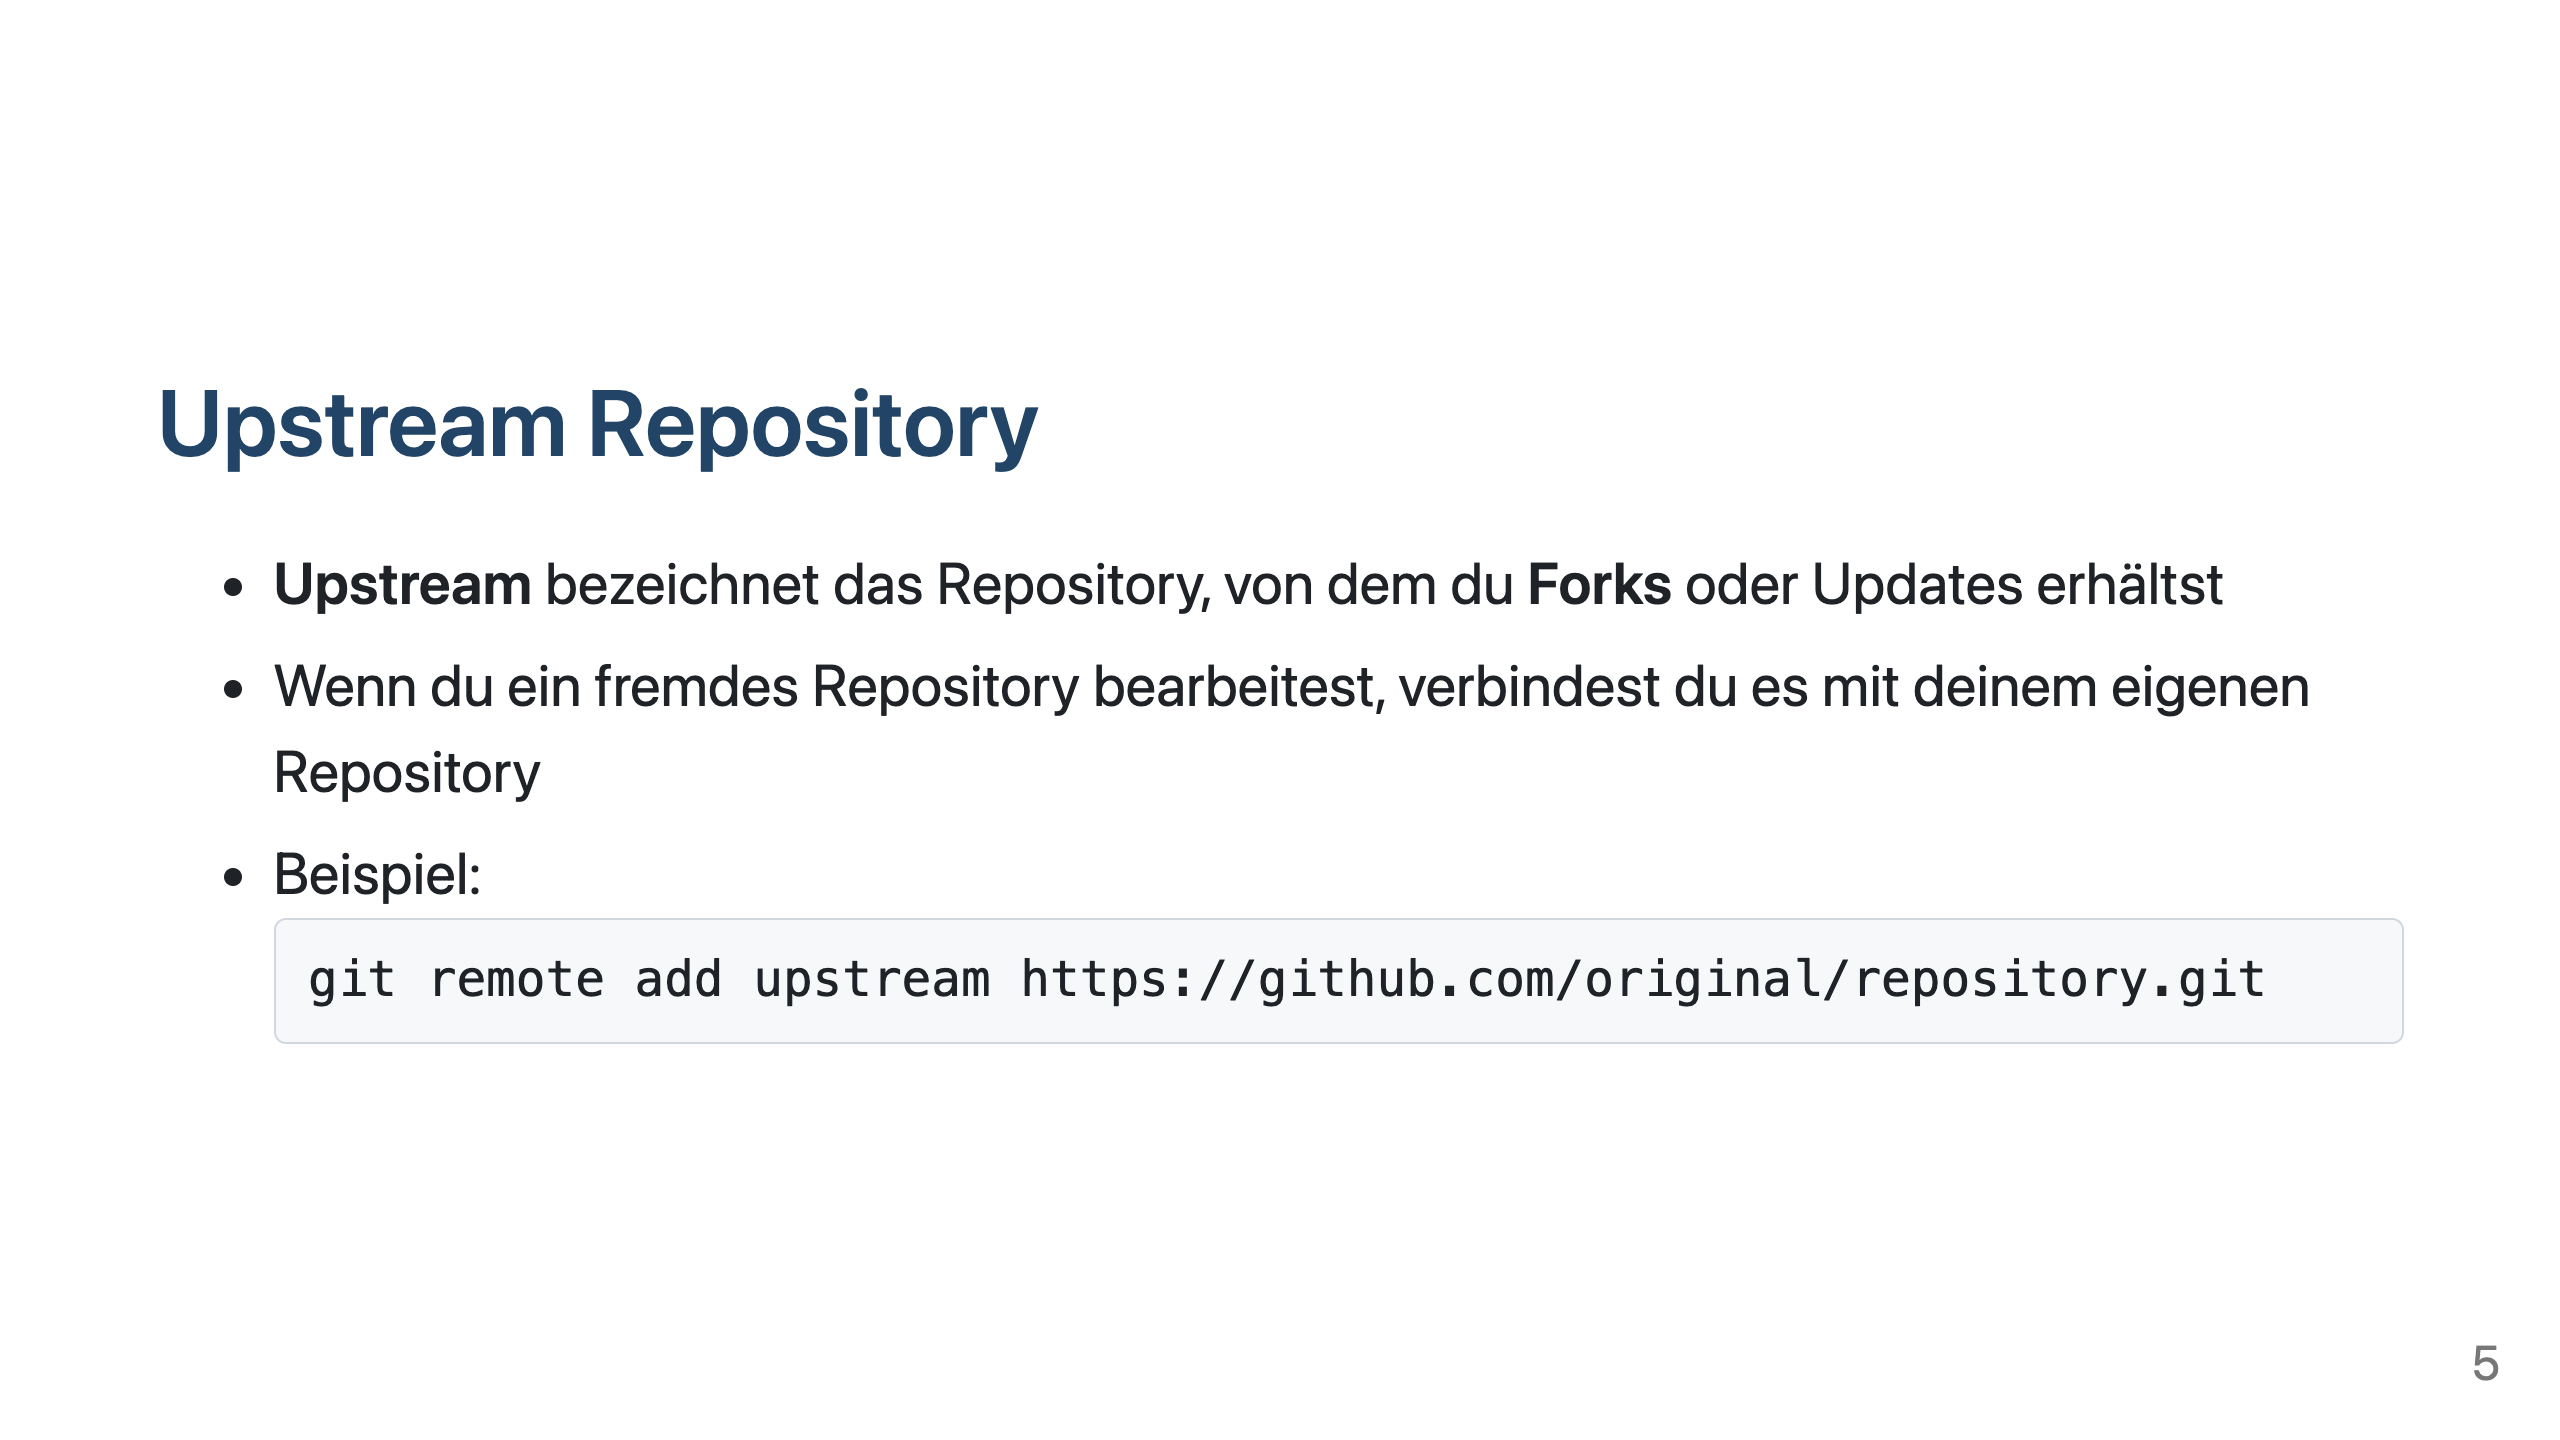 Upstream Repository
• Upstream bezeichnet das Repository, von dem du Forks oder Updates erhältst
• Wenn du ein fremdes Repository bearbeitest, verbindest du es mit deinem eigenen
Repository
• Beispiel:
git remote add upstream https://github.com/original/repository.git
5